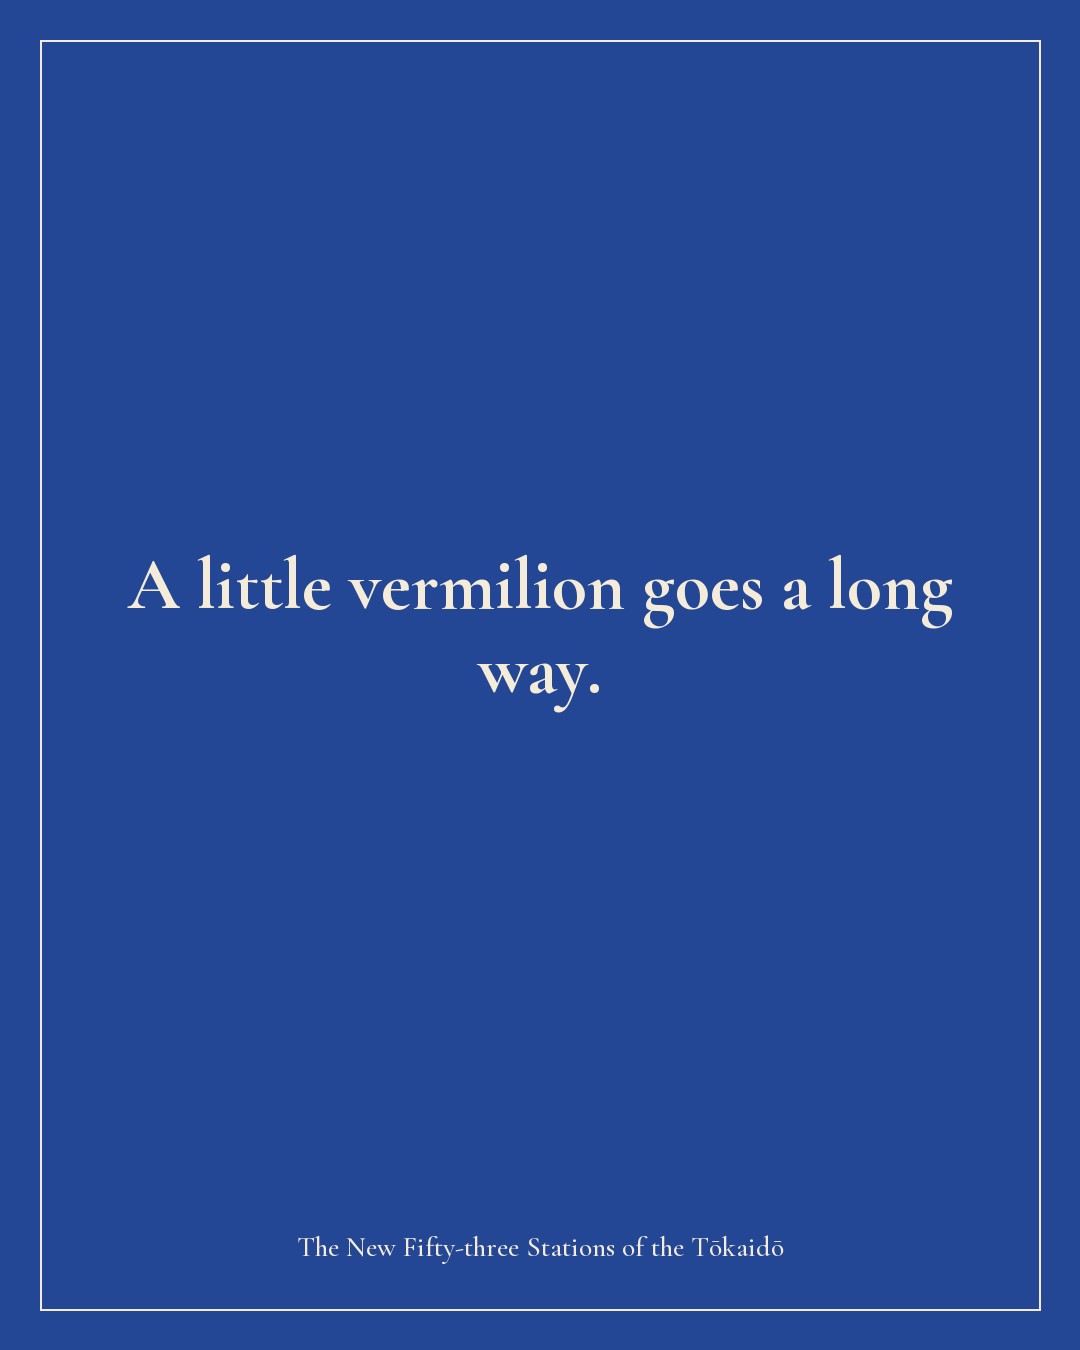 A little vermilion goes a long
way.
The New Fifty-three Stations of the Tōkaidō